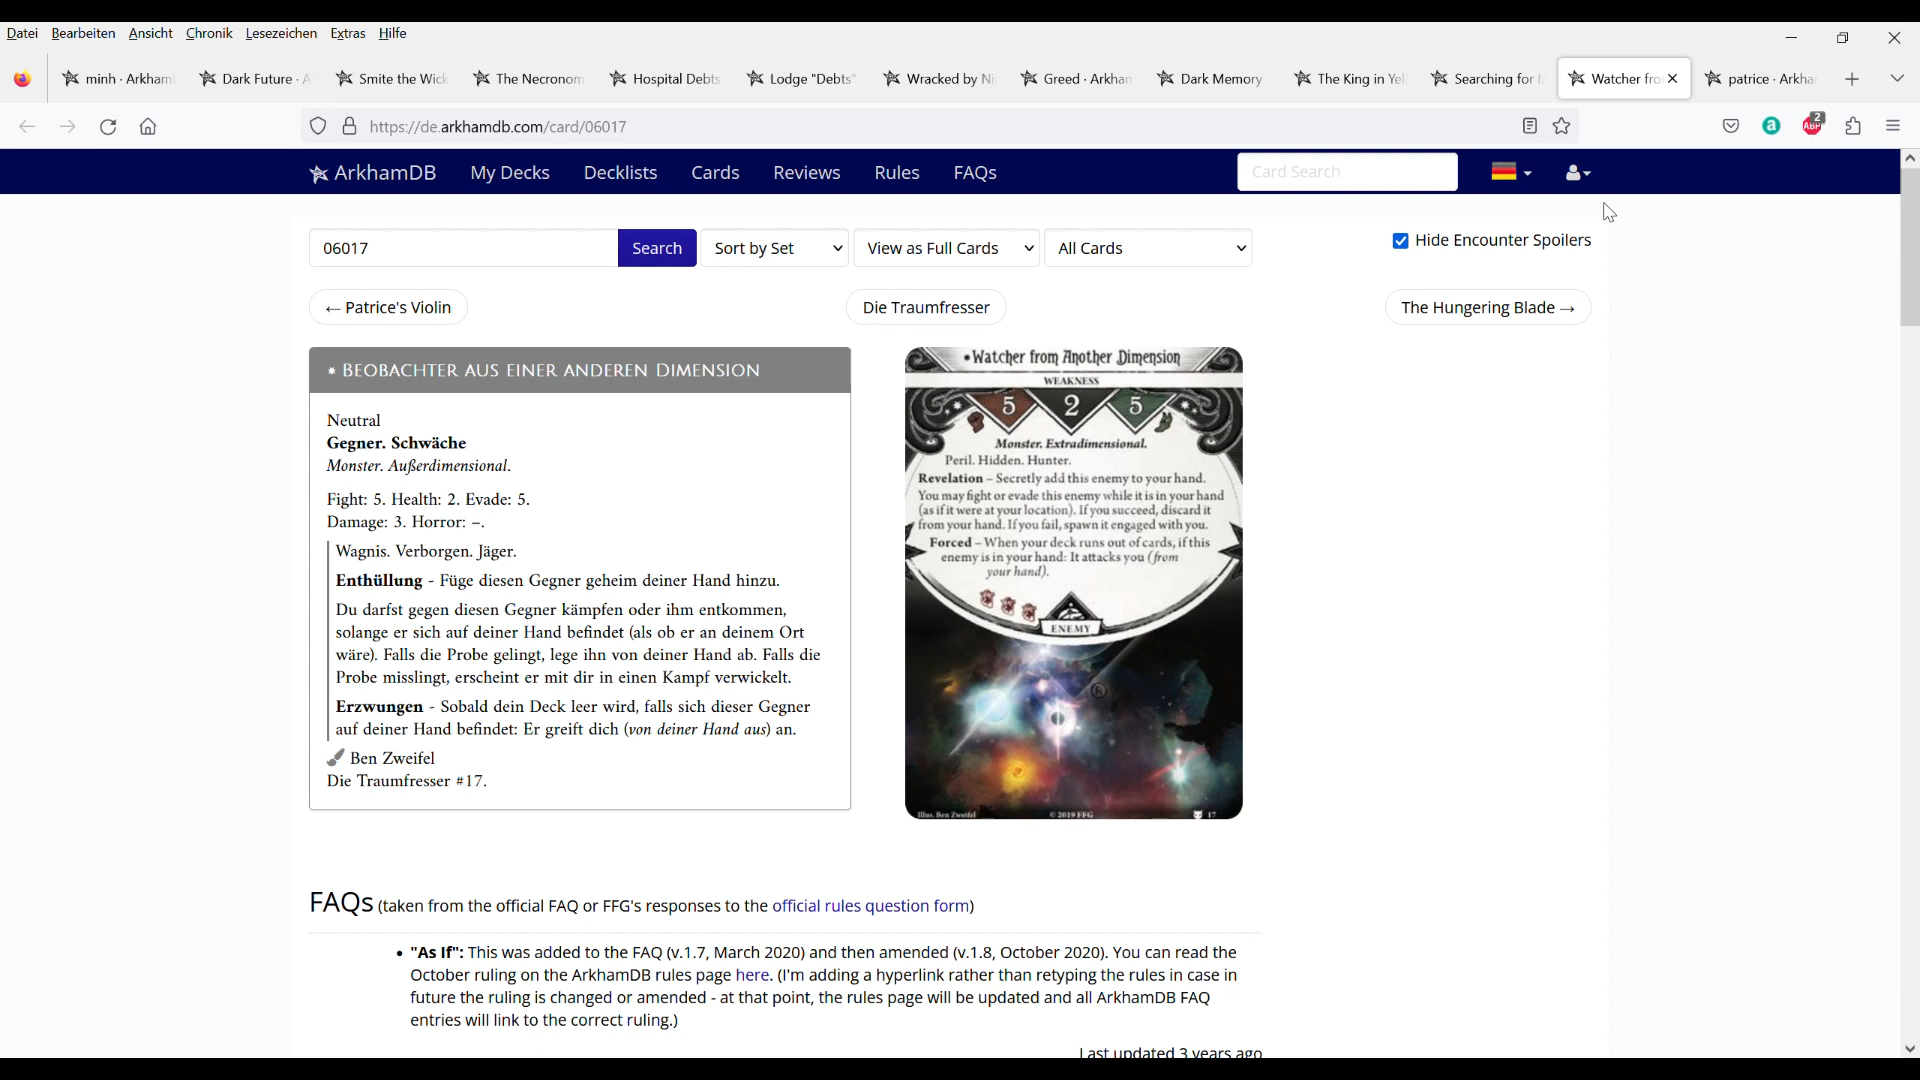 Datei Bearbeiten Ansicht Chronik Lesezeichen Extras Hilfe
minh · Arkham Dark Future · A Smite the Wick The Necronom Hospital Debts Lodge "Debts" Wracked by Ni Greed · Arkhan Dark Memory The King in Yel Searching for Watcher fro patrice · Arkha
https://de.arkhamdb.com/card/06017
ABP 2
ArkhamDB My Decks Decklists Cards Reviews Rules FAQs Card Search
06017 Search Sort by Set View as Full Cards All Cards Hide Encounter Spoilers
← Patrice's Violin Die Traumfresser The Hungering Blade →
BEOBACHTER AUS EINER ANDEREN DIMENSION
Neutral
Gegner. Schwäche
Monster. Außerdimensional.
Fight: 5. Health: 2. Evade: 5.
Damage: 3. Horror: –.
Wagnis. Verborgen. Jäger.
Enthüllung - Füge diesen Gegner geheim deiner Hand hinzu.
Du darfst gegen diesen Gegner kämpfen oder ihm entkommen,
solange er sich auf deiner Hand befindet (als ob er an deinem Ort
wäre). Falls die Probe gelingt, lege ihn von deiner Hand ab. Falls die
Probe misslingt, erscheint er mit dir in einen Kampf verwickelt.
Erzwungen - Sobald dein Deck leer wird, falls sich dieser Gegner
auf deiner Hand befindet: Er greift dich (von deiner Hand aus) an.
Ben Zweifel
Die Traumfresser #17.
Watcher from Another Dimension
WEAKNESS
5 2 5
Monster. Extradimensional.
Peril. Hidden. Hunter.
Revelation – Secretly add this enemy to your hand.
You may fight or evade this enemy while it is in your hand
(as if it were at your location). If you succeed, discard it
from your hand. If you fail, spawn it engaged with you.
Forced – When your deck runs out of cards, if this
enemy is in your hand: It attacks you (from
your hand).
ENEMY
Illus. Ben Zweifel © 2019 FFG 17
FAQs (taken from the official FAQ or FFG's responses to the official rules question form)
• "As If": This was added to the FAQ (v.1.7, March 2020) and then amended (v.1.8, October 2020). You can read the
October ruling on the ArkhamDB rules page here. (I'm adding a hyperlink rather than retyping the rules in case in
future the ruling is changed or amended - at that point, the rules page will be updated and all ArkhamDB FAQ
entries will link to the correct ruling.)
Last updated 3 years ago